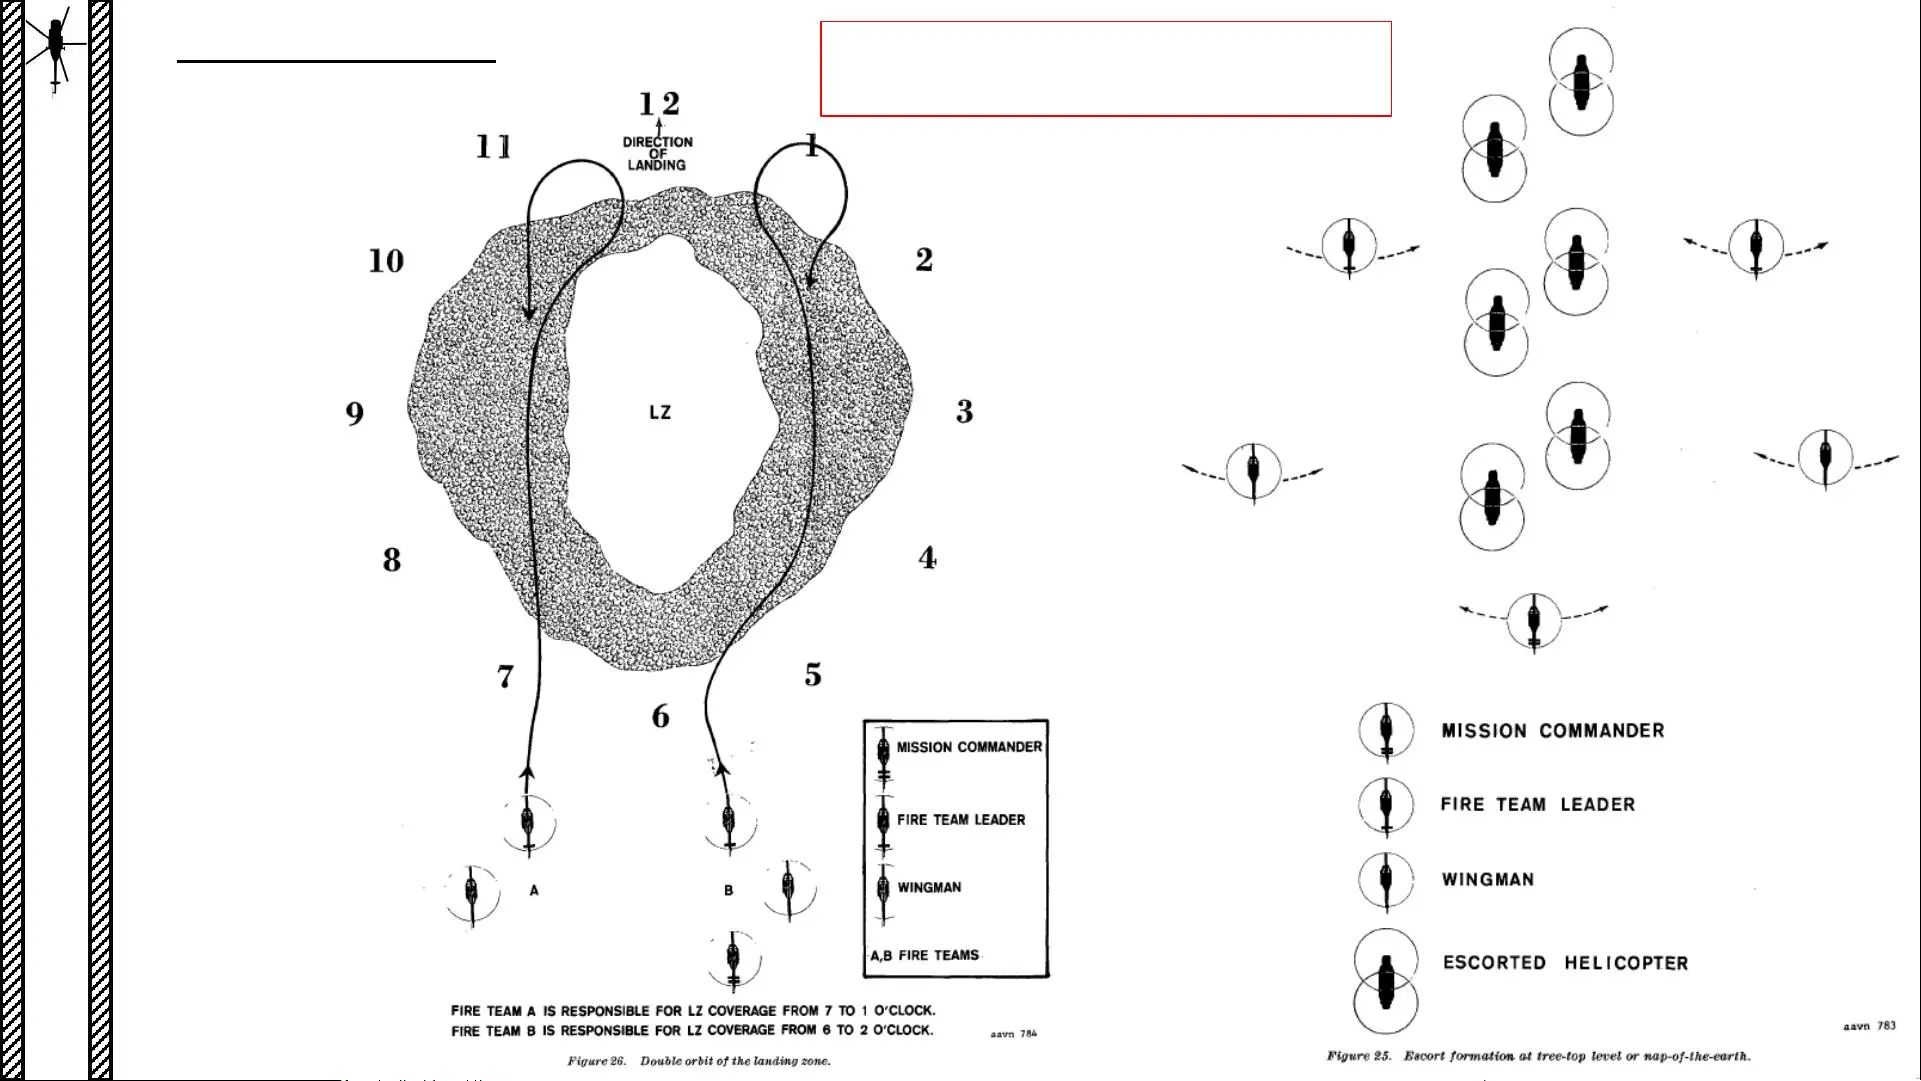 12
DIRECTION
OF
LANDING
11
1
10
2
9
LZ
3
8
4
7
5
6
MISSION COMMANDER
FIRE TEAM LEADER
WINGMAN
A
B
A,B FIRE TEAMS
FIRE TEAM A IS RESPONSIBLE FOR LZ COVERAGE FROM 7 TO 1 O'CLOCK.
FIRE TEAM B IS RESPONSIBLE FOR LZ COVERAGE FROM 6 TO 2 O'CLOCK.
aavn 784
Figure 26. Double orbit of the landing zone.
MISSION COMMANDER
FIRE TEAM LEADER
WINGMAN
ESCORTED HELICOPTER
aavn 783
Figure 25. Escort formation at tree-top level or nap-of-the-earth.